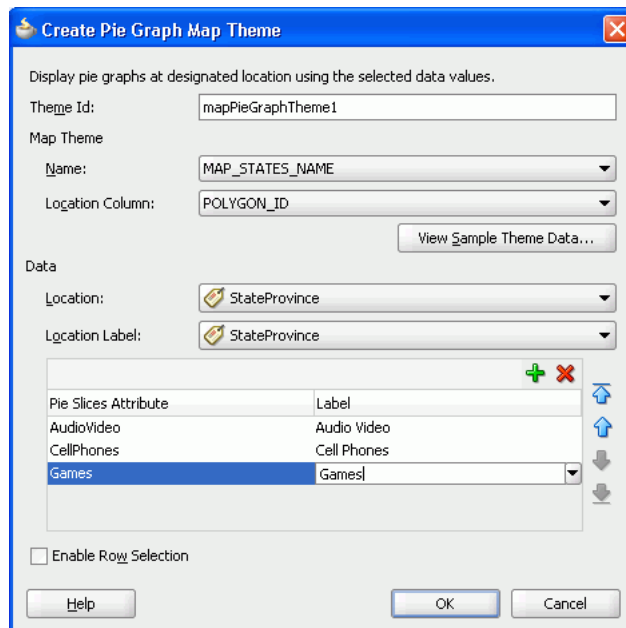 Create Pie Graph Map Theme
Display pie graphs at designated location using the selected data values.
Theme Id: mapPieGraphTheme1
Map Theme
Name: MAP_STATES_NAME
Location Column: POLYGON_ID
View Sample Theme Data...
Data
Location: StateProvince
Location Label: StateProvince
Pie Slices Attribute Label
AudioVideo Audio Video
CellPhones Cell Phones
Games Games
Enable Row Selection
Help OK Cancel